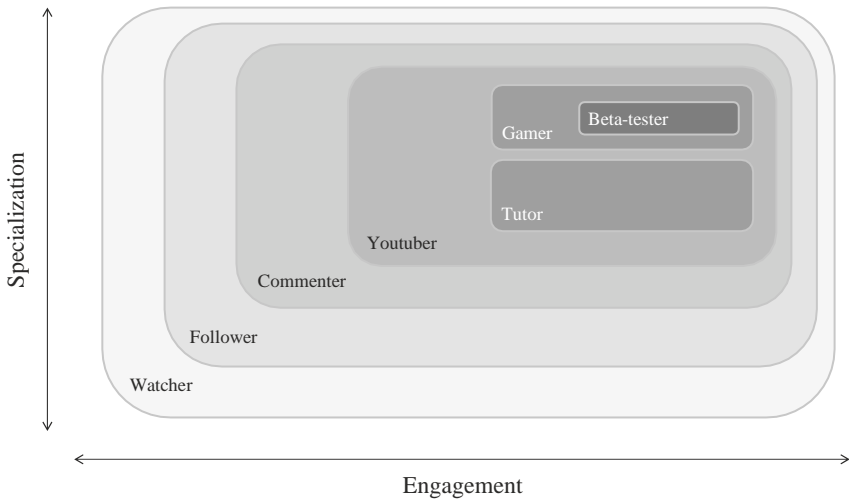 Specialization
Beta-tester
Gamer
Tutor
Youtuber
Commenter
Follower
Watcher
Engagement